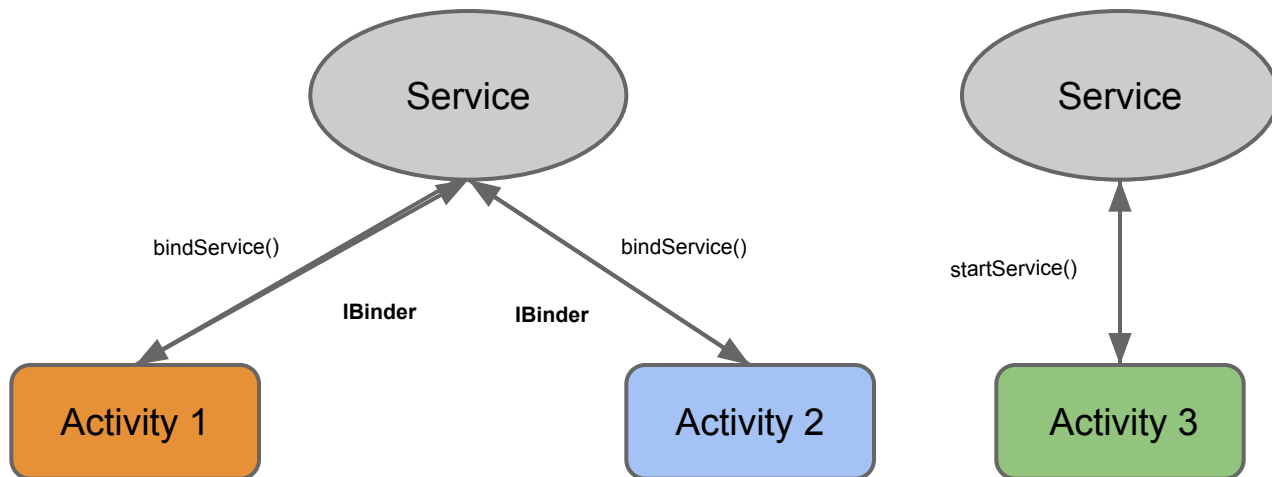 Service
Service
bindService()
bindService()
startService()
IBinder
IBinder
Activity 1
Activity 2
Activity 3